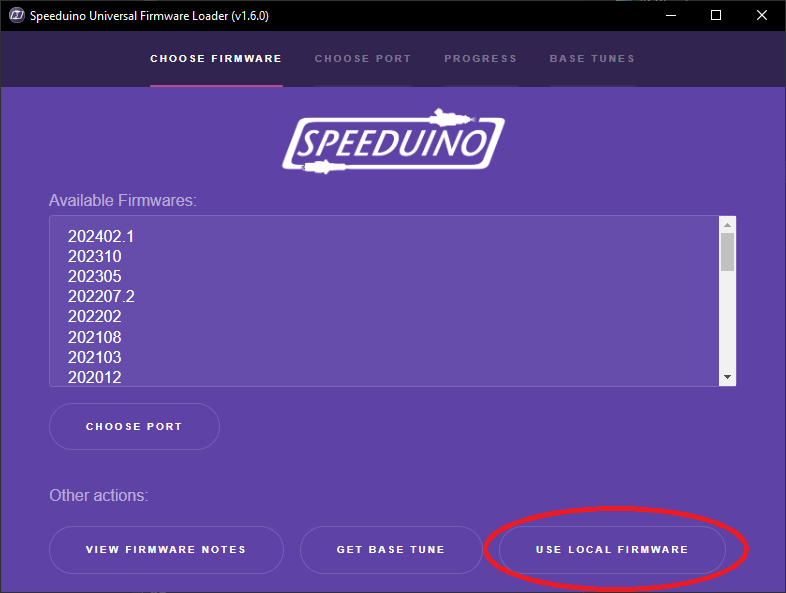 Speeduino Universal Firmware Loader (v1.6.0)
CHOOSE FIRMWARE CHOOSE PORT PROGRESS BASE TUNES
SPEEDUINO
Available Firmwares:
202402.1
202310
202305
202207.2
202202
202108
202103
202012
CHOOSE PORT
Other actions:
VIEW FIRMWARE NOTES GET BASE TUNE USE LOCAL FIRMWARE